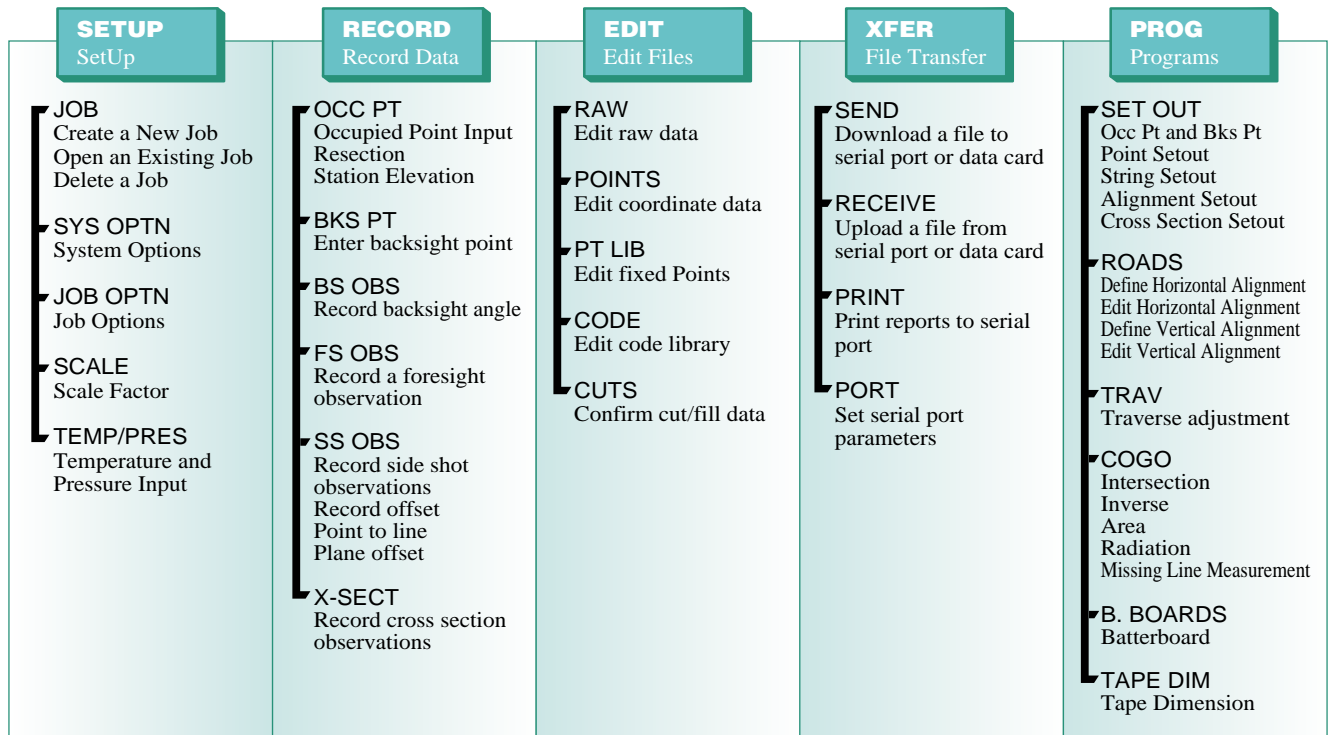 SETUP
SetUp
JOB
Create a New Job
Open an Existing Job
Delete a Job
SYS OPTN
System Options
JOB OPTN
Job Options
SCALE
Scale Factor
TEMP/PRES
Temperature and
Pressure Input
RECORD
Record Data
OCC PT
Occupied Point Input
Resection
Station Elevation
BKS PT
Enter backsight point
BS OBS
Record backsight angle
FS OBS
Record a foresight
observation
SS OBS
Record side shot
observations
Record offset
Point to line
Plane offset
X-SECT
Record cross section
observations
EDIT
Edit Files
RAW
Edit raw data
POINTS
Edit coordinate data
PT LIB
Edit fixed Points
CODE
Edit code library
CUTS
Confirm cut/fill data
XFER
File Transfer
SEND
Download a file to
serial port or data card
RECEIVE
Upload a file from
serial port or data card
PRINT
Print reports to serial
port
PORT
Set serial port
parameters
PROG
Programs
SET OUT
Occ Pt and Bks Pt
Point Setout
String Setout
Alignment Setout
Cross Section Setout
ROADS
Define Horizontal Alignment
Edit Horizontal Alignment
Define Vertical Alignment
Edit Vertical Alignment
TRAV
Traverse adjustment
COGO
Intersection
Inverse
Area
Radiation
Missing Line Measurement
B. BOARDS
Batterboard
TAPE DIM
Tape Dimension